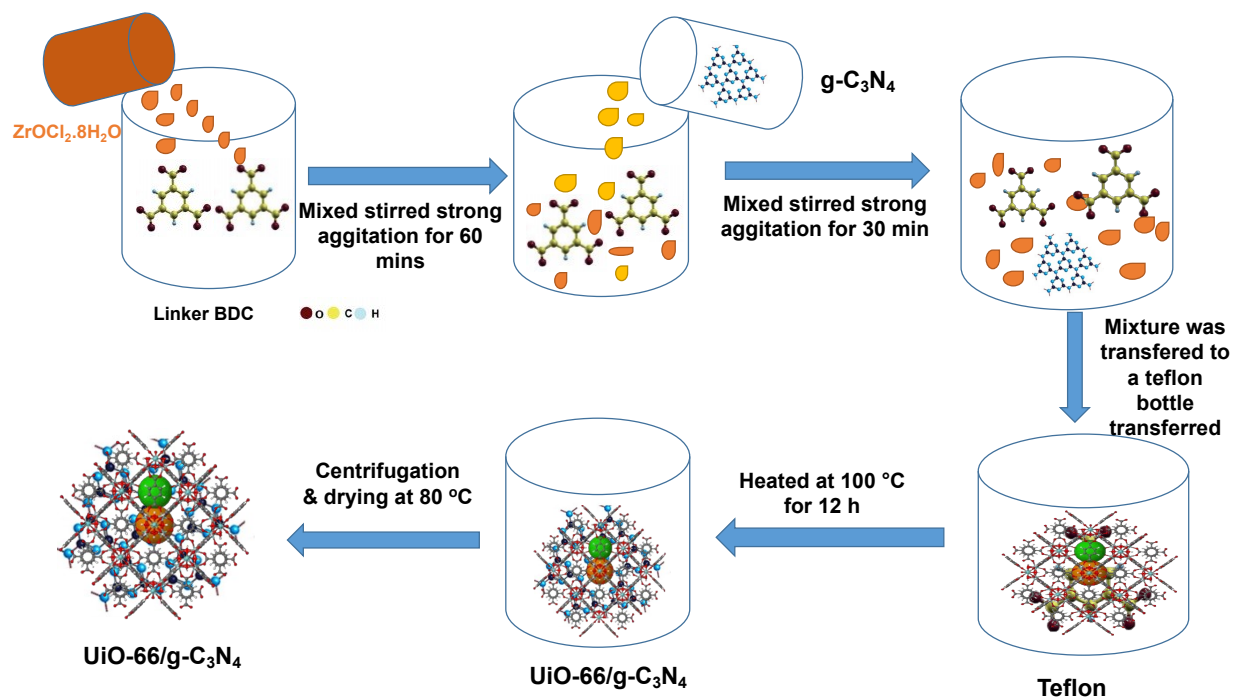 ZrOCl₂.8H₂O
g-C₃N₄
Mixed stirred strong
aggitation for 60
mins
Mixed stirred strong
aggitation for 30 min
Linker BDC
O C H
Mixture was
transfered to
a teflon
bottle
transferred
Centrifugation
& drying at 80 °C
Heated at 100 °C
for 12 h
UiO-66/g-C₃N₄
UiO-66/g-C₃N₄
Teflon